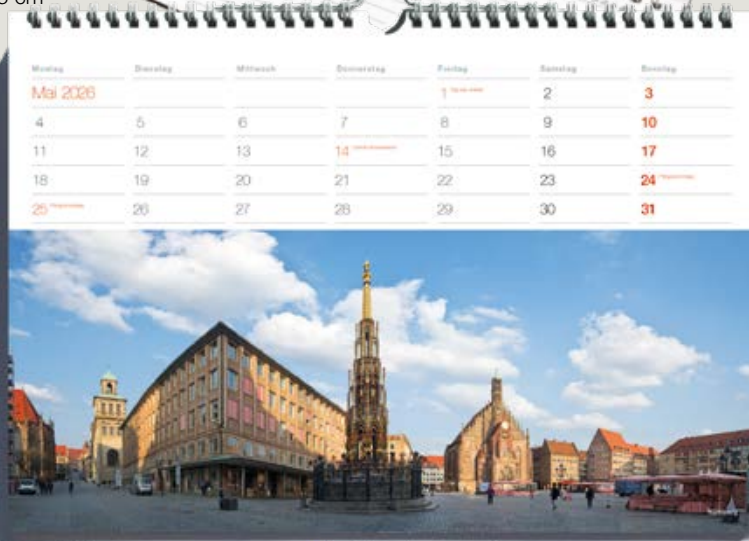 cm
Montag Dienstag Mittwoch Donnerstag Freitag Samstag Sonntag
Mai 2026 1 2 3
4 5 6 7 8 9 10
11 12 13 14 15 16 17
18 19 20 21 22 23 24
25 26 27 28 29 30 31